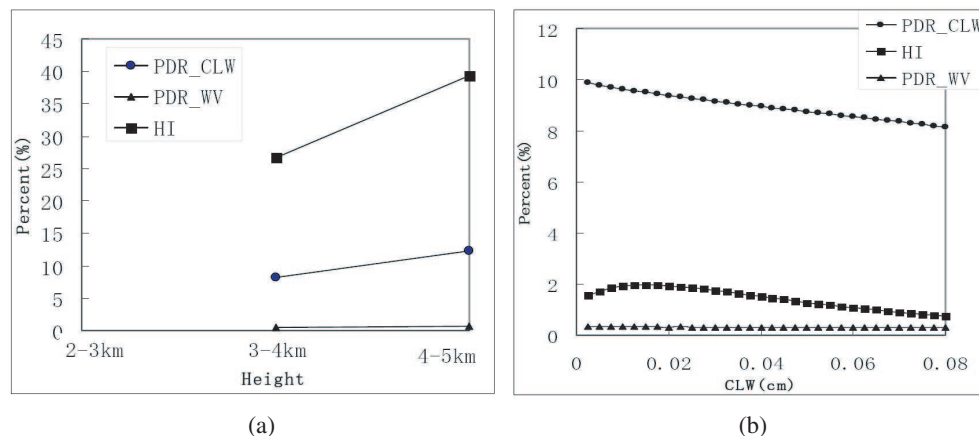 45
40
35
30
25
20
15
10
5
0
Percent(%)
PDR_CLW
PDR_WV
HI
2-3km 3-4km 4-5km
Height
(a)
12
10
8
6
4
2
0
Percent(%)
PDR_CLW
HI
PDR_WV
0 0.02 0.04 0.06 0.08
CLW(cm)
(b)